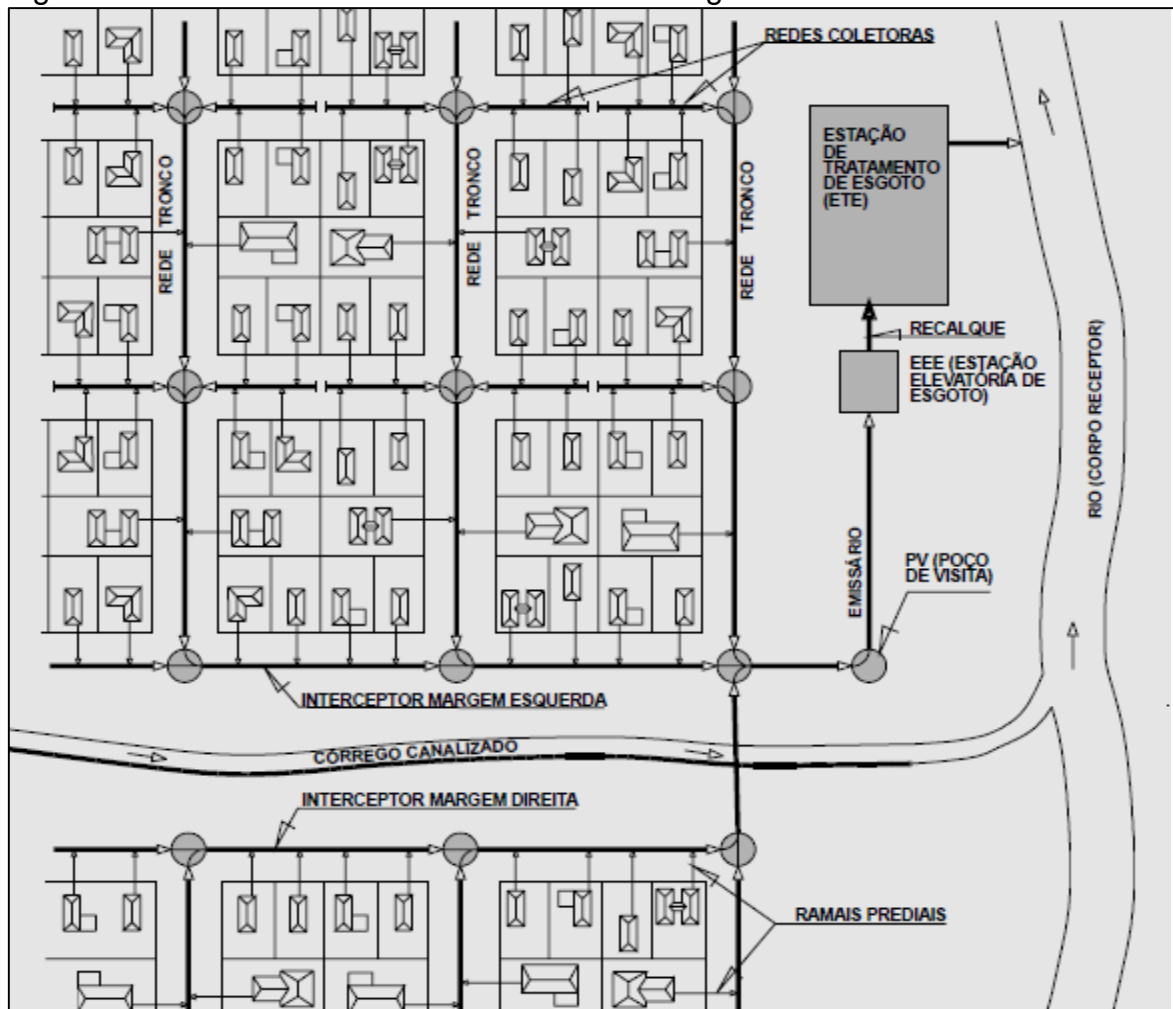 REDES COLETORAS
ESTAÇÃO
DE
TRATAMENTO
DE ESGOTO
(ETE)
REDE TRONCO
REDE TRONCO
REDE TRONCO
RECALQUE
EEE (ESTAÇÃO
ELEVATÓRIA DE
ESGOTO)
RIO (CORPO RECEPTOR)
EMISSÁRIO
PV (POÇO
DE VISITA)
INTERCEPTOR MARGEM ESQUERDA
CÓRREGO CANALIZADO
INTERCEPTOR MARGEM DIREITA
RAMAIS PREDIAIS